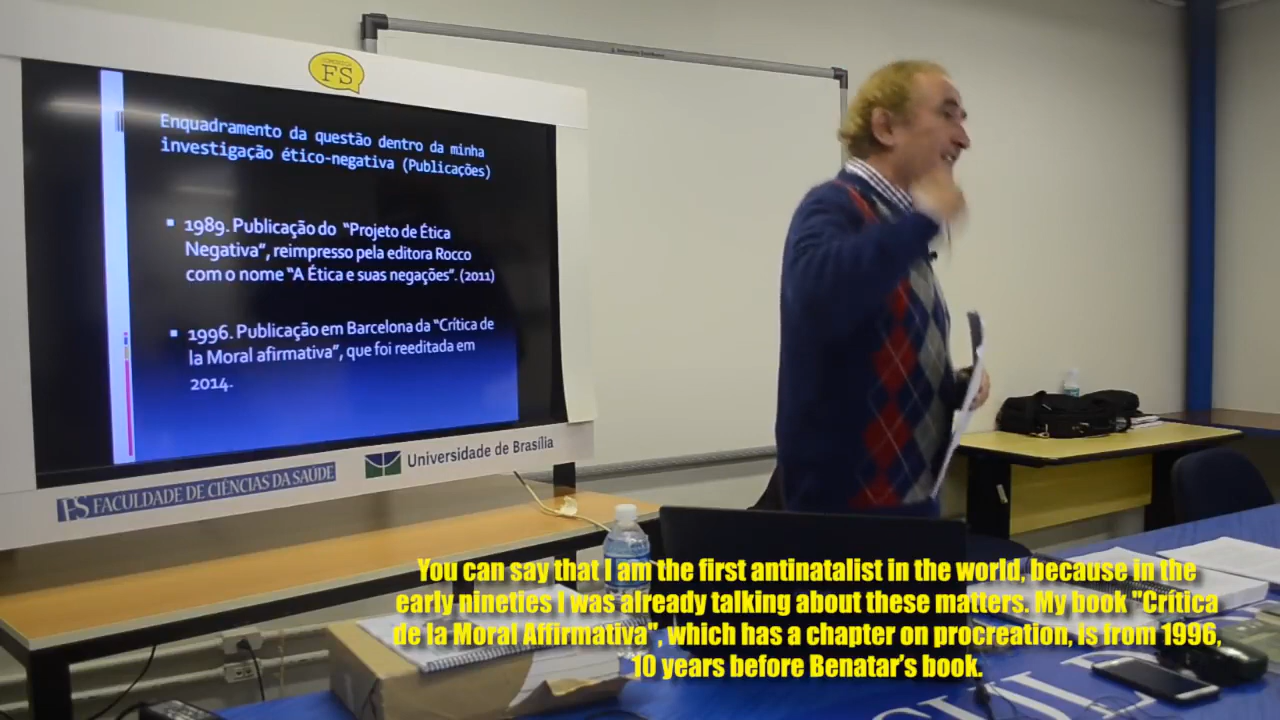 FS
Enquadramento da questão dentro da minha
investigação ético-negativa (Publicações)
▪ 1989. Publicação do "Projeto de Ética
Negativa", reimpresso pela editora Rocco
com o nome "A Ética e suas negações". (2011)
▪ 1996. Publicação em Barcelona da "Crítica de
la Moral afirmativa", que foi reeditada em
2014.
FS FACULDADE DE CIÊNCIAS DA SAÚDE
Universidade de Brasília
You can say that I am the first antinatalist in the world, because in the
early nineties I was already talking about these matters. My book "Crítica
de la Moral Affirmativa", which has a chapter on procreation, is from 1996,
10 years before Benatar's book.